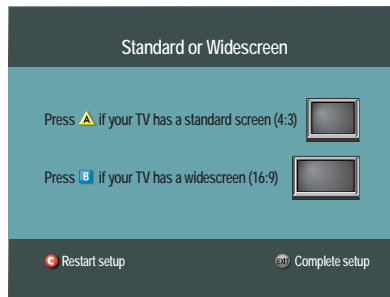 Standard or Widescreen
Press A if your TV has a standard screen (4:3)
Press B if your TV has a widescreen (16:9)
C Restart setup
EXIT Complete setup